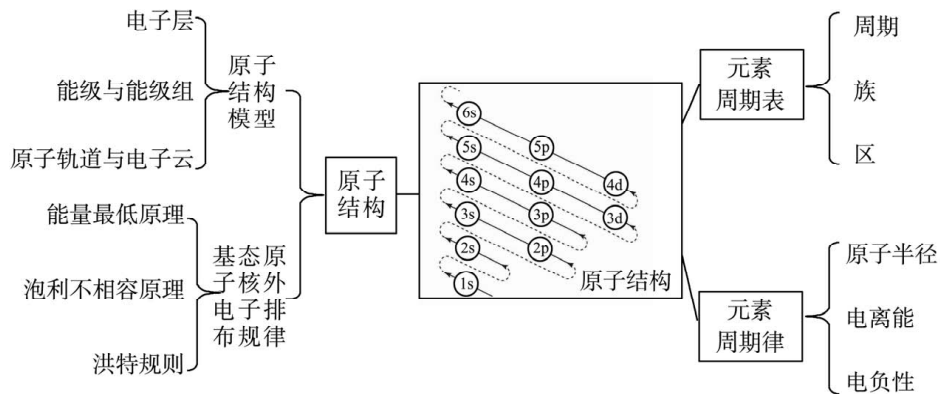 电子层
能级与能级组
原子轨道与电子云
原子
结构
模型
能量最低原理
泡利不相容原理
洪特规则
基态原
子核外
电子排
布规律
原子
结构
6s
5s
5p
4s
4p
4d
3s
3p
3d
2s
2p
1s
原子结构
元素
周期表
周期
族
区
元素
周期律
原子半径
电离能
电负性